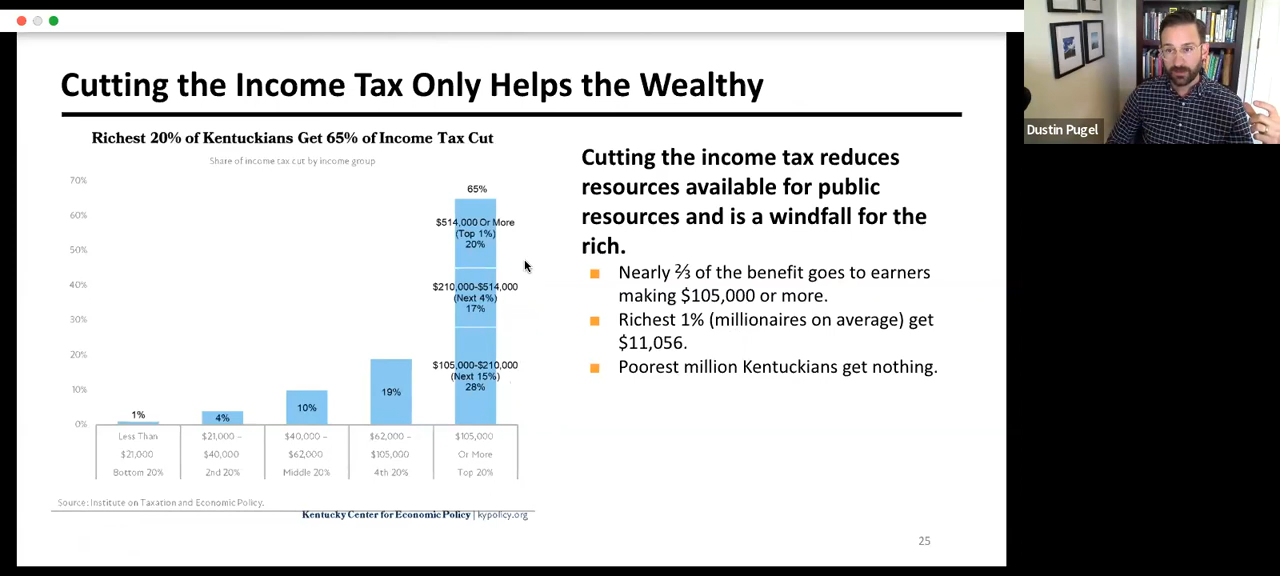 Cutting the Income Tax Only Helps the Wealthy
Richest 20% of Kentuckians Get 65% of Income Tax Cut
Share of income tax cut by income group
70%
60%
50%
40%
30%
20%
10%
0%
1%
4%
10%
19%
65%
$514,000 Or More
(Top 1%)
20%
$210,000-$514,000
(Next 4%)
17%
$105,000-$210,000
(Next 15%)
28%
Less Than
$21,000
Bottom 20%
$21,000 –
$40,000
2nd 20%
$40,000 –
$62,000
Middle 20%
$62,000 –
$105,000
4th 20%
$105,000
Or More
Top 20%
Source: Institute on Taxation and Economic Policy.
Kentucky Center for Economic Policy | kypolicy.org
Cutting the income tax reduces
resources available for public
resources and is a windfall for the
rich.
Nearly ⅔ of the benefit goes to earners
making $105,000 or more.
Richest 1% (millionaires on average) get
$11,056.
Poorest million Kentuckians get nothing.
25
Dustin Pugel